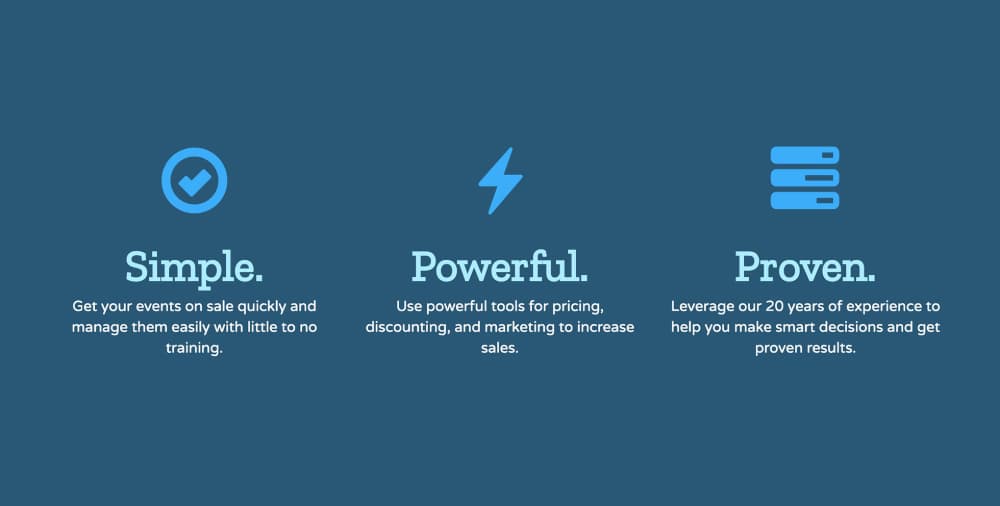 Simple.
Get your events on sale quickly and
manage them easily with little to no
training.
Powerful.
Use powerful tools for pricing,
discounting, and marketing to increase
sales.
Proven.
Leverage our 20 years of experience to
help you make smart decisions and get
proven results.